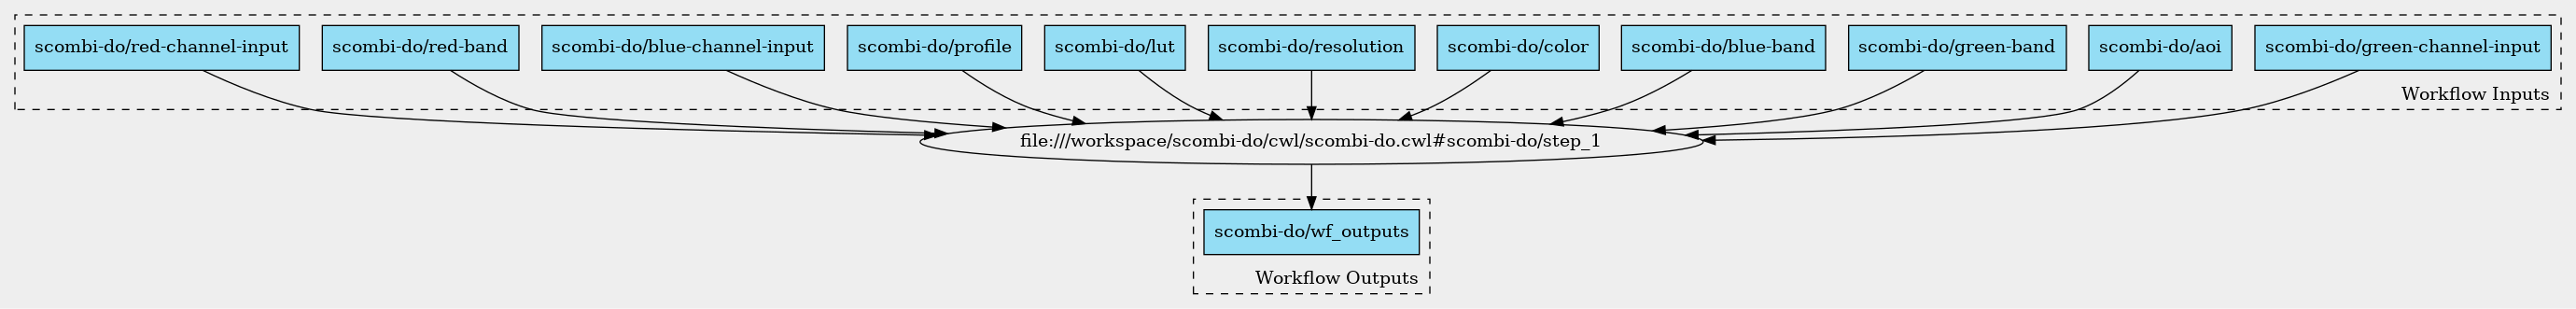 scombi-do/red-channel-input
scombi-do/red-band
scombi-do/blue-channel-input
scombi-do/profile
scombi-do/lut
scombi-do/resolution
scombi-do/color
scombi-do/blue-band
scombi-do/green-band
scombi-do/aoi
scombi-do/green-channel-input
Workflow Inputs
file:///workspace/scombi-do/cwl/scombi-do.cwl#scombi-do/step_1
scombi-do/wf_outputs
Workflow Outputs